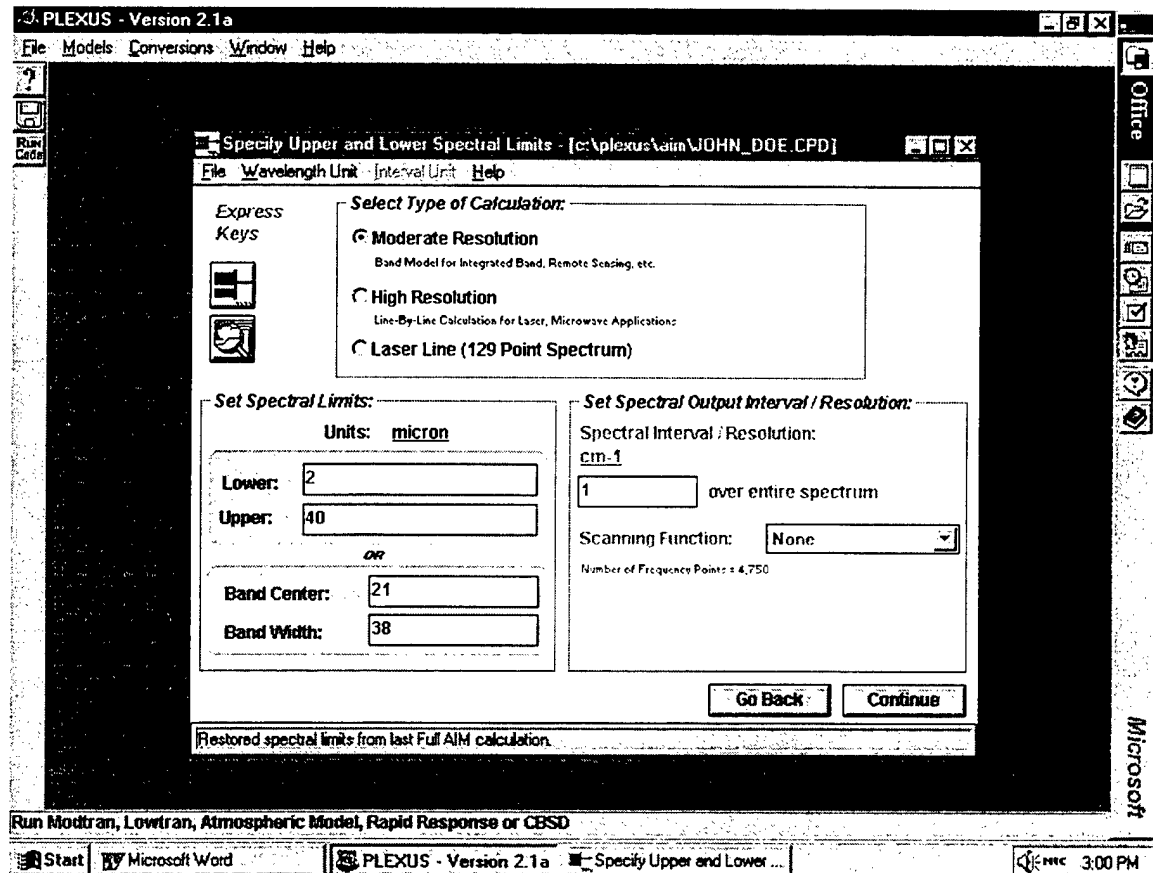 PLEXUS - Version 2.1a
File Models Conversions Window Help
?
Run
Code
Office
Specify Upper and Lower Spectral Limits - [c:\plexus\aim\JOHN_DOE.CPD]
File Wavelength Unit Interval Unit Help
Express
Keys
Select Type of Calculation:
Moderate Resolution
Band Model for Integrated Band, Remote Sensing, etc.
High Resolution
Line-By-Line Calculation for Laser, Microwave Applications
Laser Line (129 Point Spectrum)
Set Spectral Limits:
Units: micron
Lower: 2
Upper: 40
OR
Band Center: 21
Band Width: 38
Set Spectral Output Interval / Resolution:
Spectral Interval / Resolution:
cm-1
1 over entire spectrum
Scanning Function: None
Number of Frequency Points = 4,750
Go Back Continue
Restored spectral limits from last Full AIM calculation.
Microsoft
Run Modtran, Lowtran, Atmospheric Model, Rapid Response or CBSD
Start Microsoft Word PLEXUS - Version 2.1a Specify Upper and Lower ... 3:00 PM